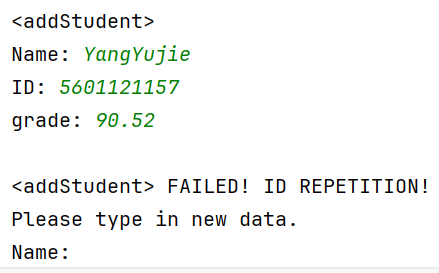 <addStudent>
Name: YangYujie
ID: 5601121157
grade: 90.52
<addStudent> FAILED! ID REPETITION!
Please type in new data.
Name: